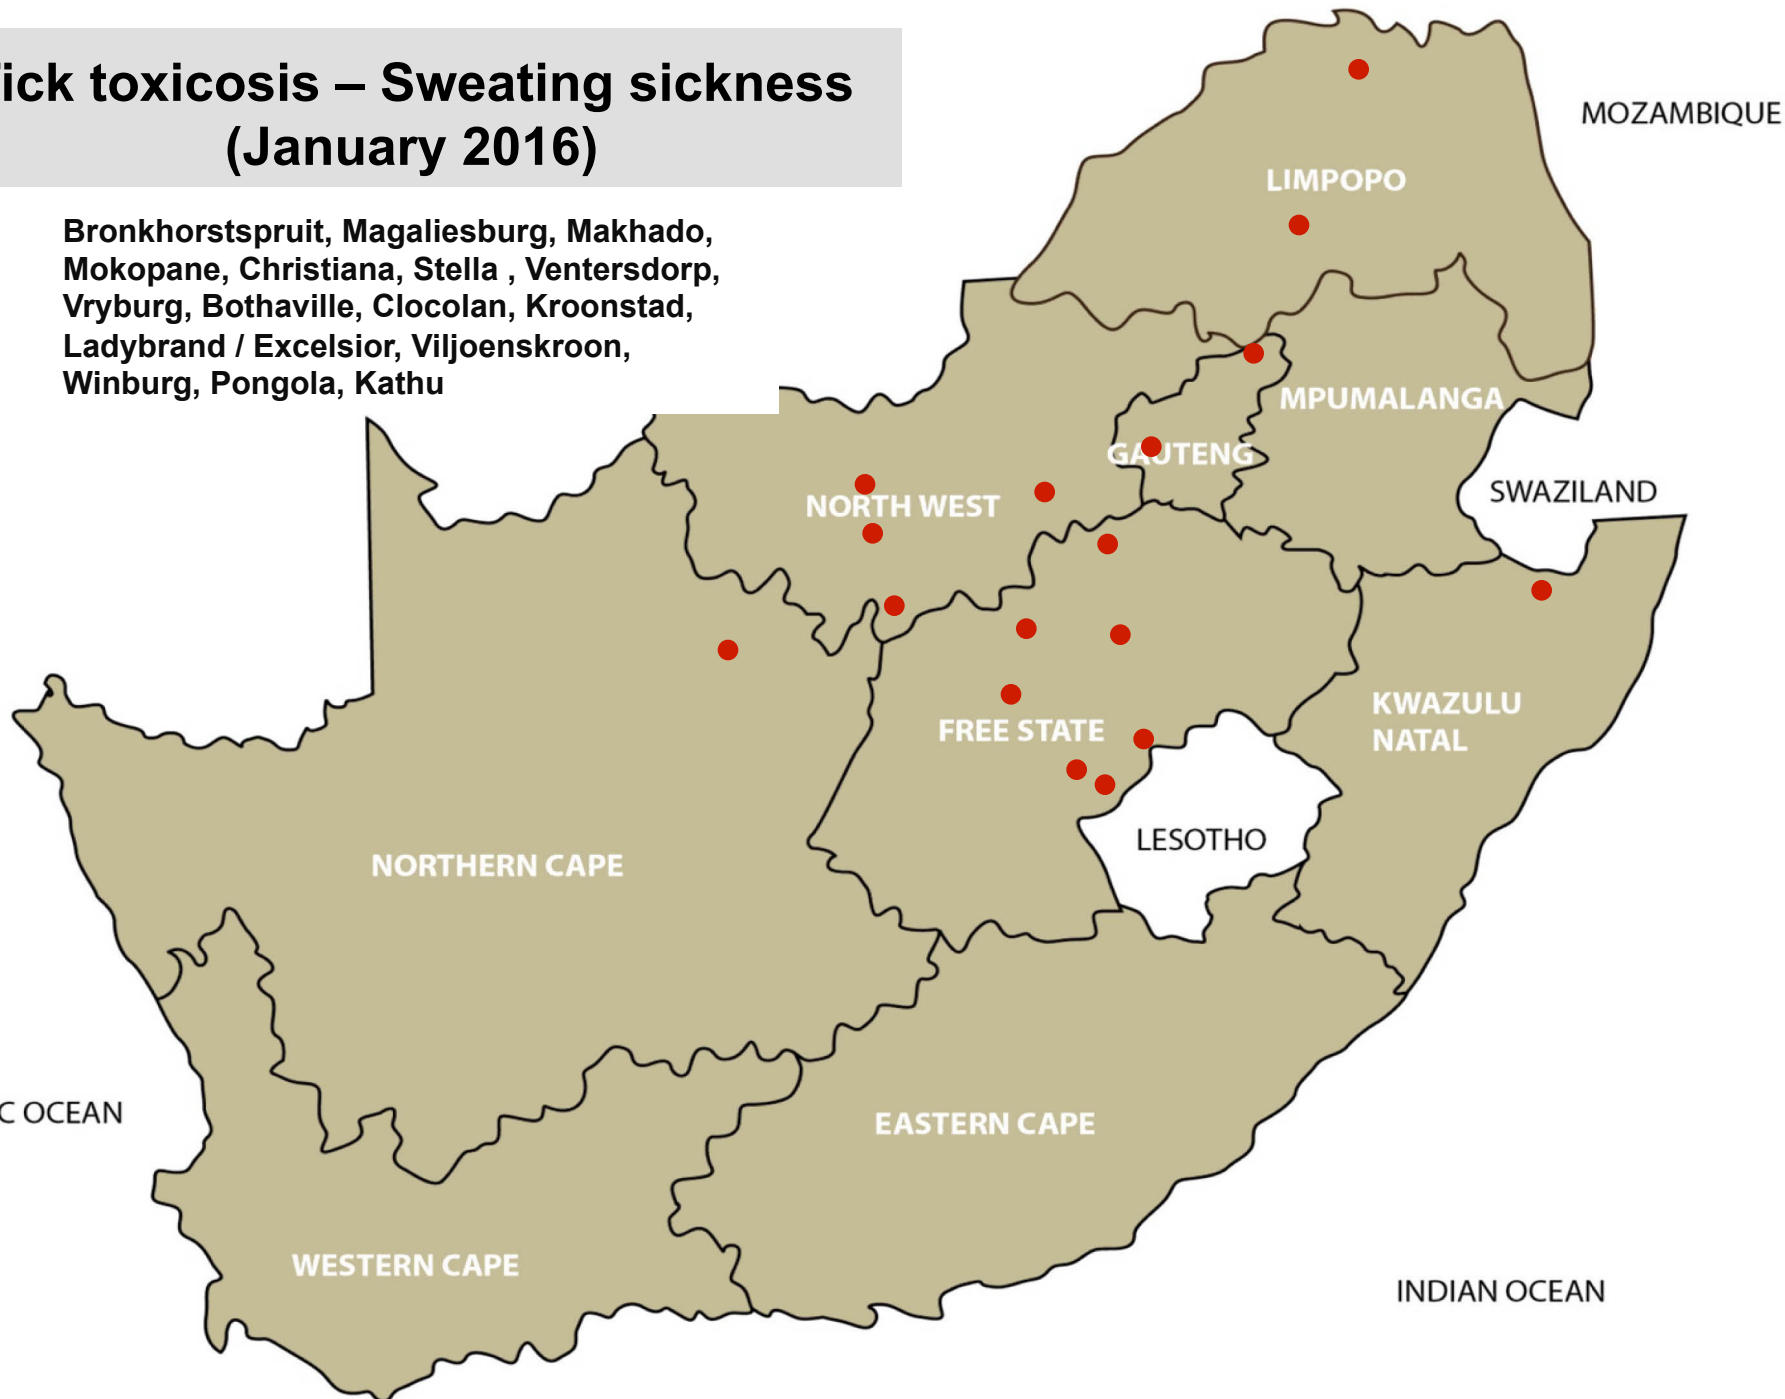 ick toxicosis – Sweating sickness
(January 2016)
Bronkhorstspruit, Magaliesburg, Makhado,
Mokopane, Christiana, Stella , Ventersdorp,
Vryburg, Bothaville, Clocolan, Kroonstad,
Ladybrand / Excelsior, Viljoenskroon,
Winburg, Pongola, Kathu
MOZAMBIQUE
LIMPOPO
MPUMALANGA
GAUTENG
SWAZILAND
NORTH WEST
KWAZULU
NATAL
FREE STATE
LESOTHO
NORTHERN CAPE
C OCEAN
EASTERN CAPE
WESTERN CAPE
INDIAN OCEAN